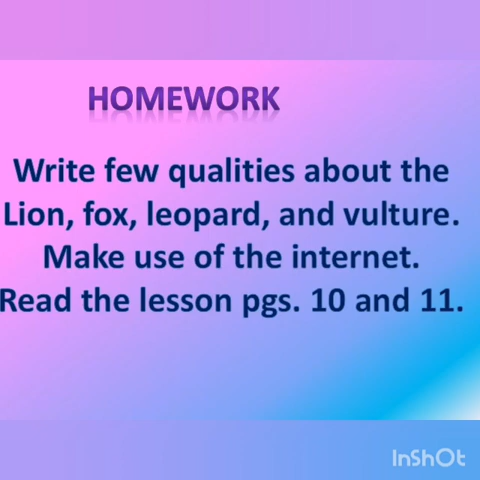 HOMEWORK
Write few qualities about the
Lion, fox, leopard, and vulture.
Make use of the internet.
Read the lesson pgs. 10 and 11.
InShOt